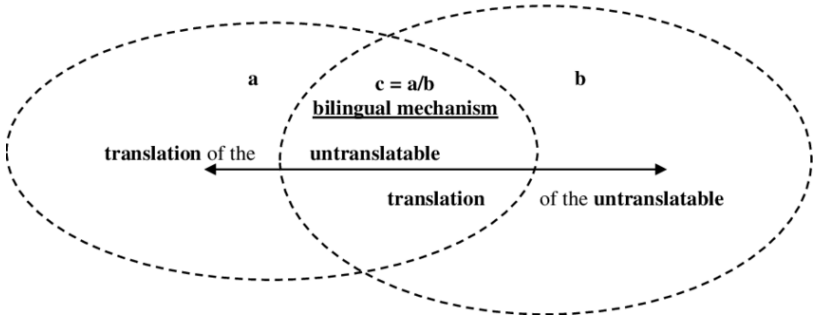 a
c = a/b
b
bilingual mechanism
translation of the untranslatable
translation of the untranslatable